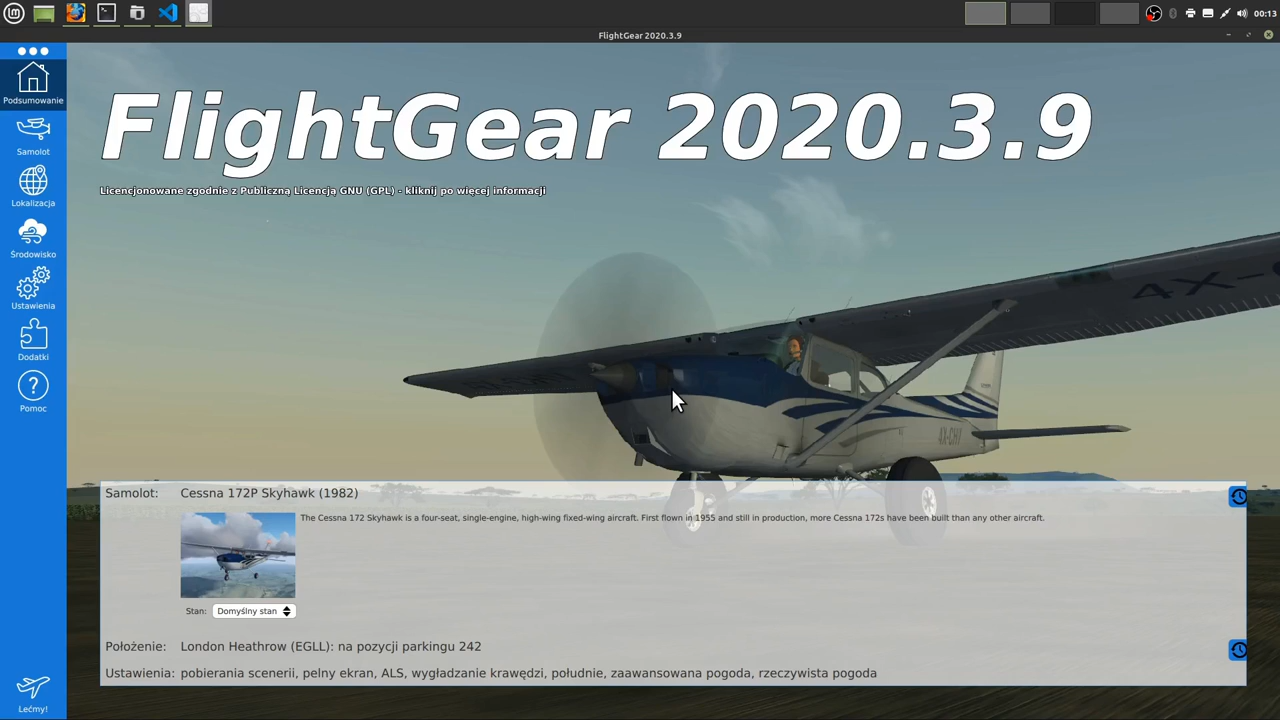 00:13
FlightGear 2020.3.9
Podsumowanie
Samolot
Lokalizacja
Środowisko
Ustawienia
Dodatki
Pomoc
Lećmy!
FlightGear 2020.3.9
Licencjonowane zgodnie z Publiczną Licencją GNU (GPL) - kliknij po więcej informacji
4X-
Samolot: Cessna 172P Skyhawk (1982)
The Cessna 172 Skyhawk is a four-seat, single-engine, high-wing fixed-wing aircraft. First flown in 1955 and still in production, more Cessna 172s have been built than any other aircraft.
Stan: Domyślny stan
Położenie: London Heathrow (EGLL): na pozycji parkingu 242
Ustawienia: pobierania scenerii, pelny ekran, ALS, wygładzanie krawędzi, południe, zaawansowana pogoda, rzeczywista pogoda